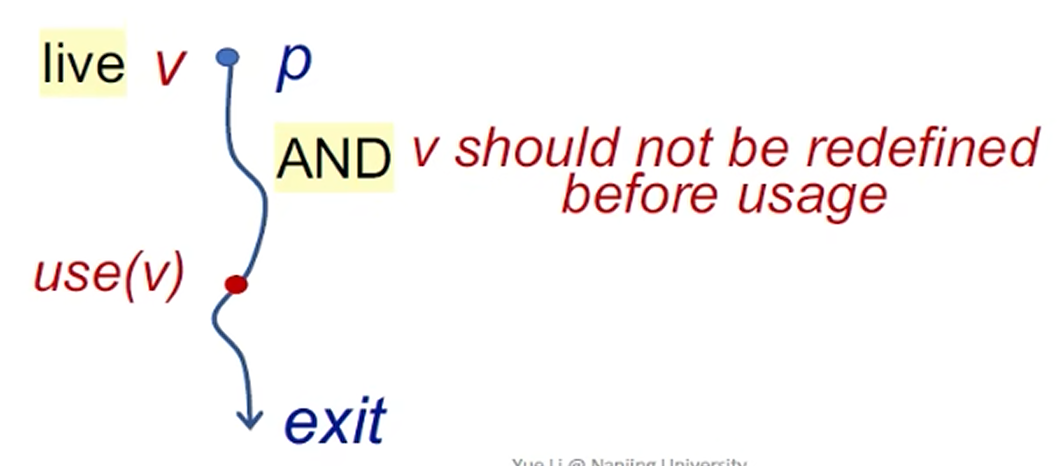 live v p
AND v should not be redefined
before usage
use(v)
exit
Yue Li @ Nanjing University